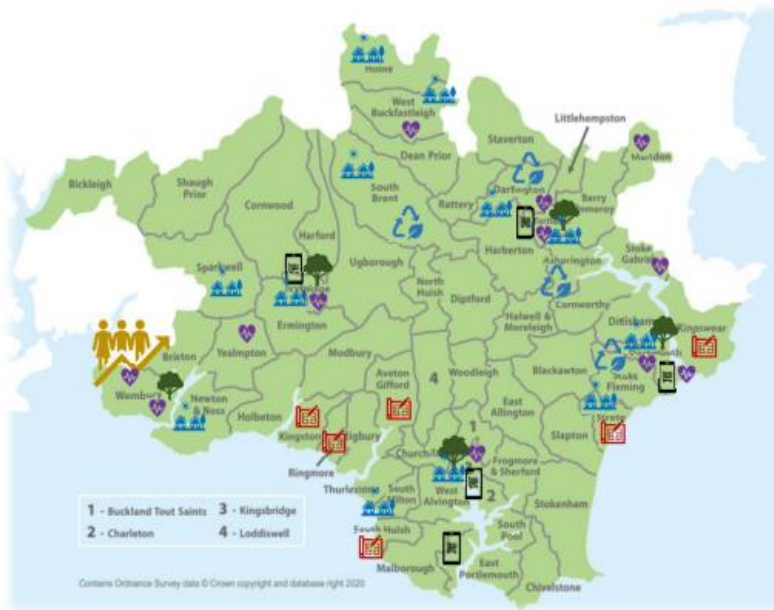 Holne
West
Buckfastleigh
Littlehempston
Staverton
Dean Prior
Marldon
Bickleigh
Shaugh
Prior
Cornwood
Harford
South
Brent
Rattery
Dartington
Berry
Pomeroy
Harberton
Ashprington
Stoke
Gabriel
Sparkwell
Ugborough
North
Huish
Diptford
Halwell &
Moreleigh
Cornworthy
Ermington
Dittisham
Kingswear
Brixton
Yealmpton
Modbury
Aveton
Gifford
4
Woodleigh
Blackawton
Stoke
Fleming
Wembury
Newton
& Noss
Holbeton
Kingston
Bigbury
Ringmore
East
Allington
Slapton
Strete
1
Churchstow
Frogmore
& Sherford
Thurlestone
South
Milton
West
Alvington
2
Stokenham
South Huish
South
Pool
Malborough
East
Portlemouth
Chivelstone
1 - Buckland Tout Saints
3 - Kingsbridge
2 - Charleton
4 - Loddiswell
Contains Ordnance Survey data © Crown copyright and database right 2020